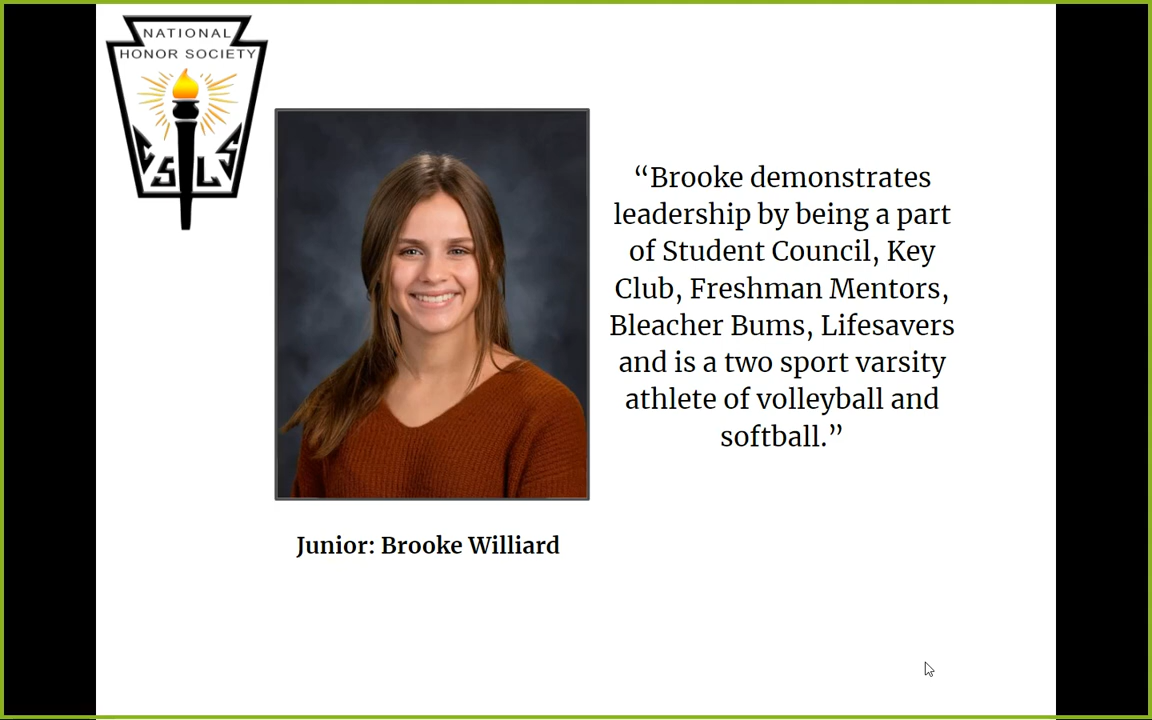 NATIONAL
HONOR SOCIETY
C S L S
“Brooke demonstrates
leadership by being a part
of Student Council, Key
Club, Freshman Mentors,
Bleacher Bums, Lifesavers
and is a two sport varsity
athlete of volleyball and
softball.”
Junior: Brooke Williard